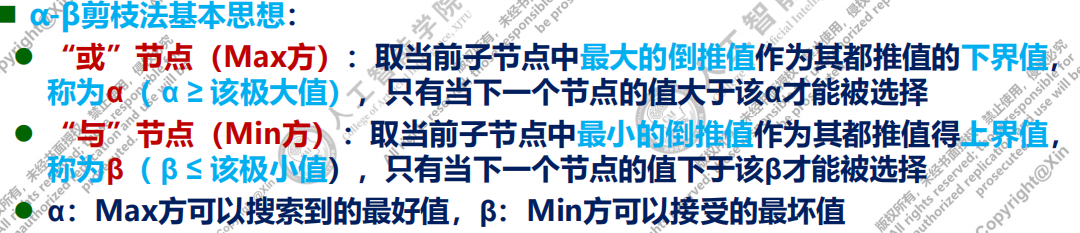 α-β剪枝法基本思想：
“或”节点（Max方）：取当前子节点中最大的倒推值作为其都推值的下界值，
称为α（ α ≥ 该极大值），只有当下一个节点的值大于该α才能被选择
“与”节点（Min方）：取当前子节点中最小的倒推值作为其都推值得上界值，
称为β（ β ≤ 该极小值），只有当下一个节点的值下于该β才能被选择
α：Max方可以搜索到的最好值，β：Min方可以接受的最坏值